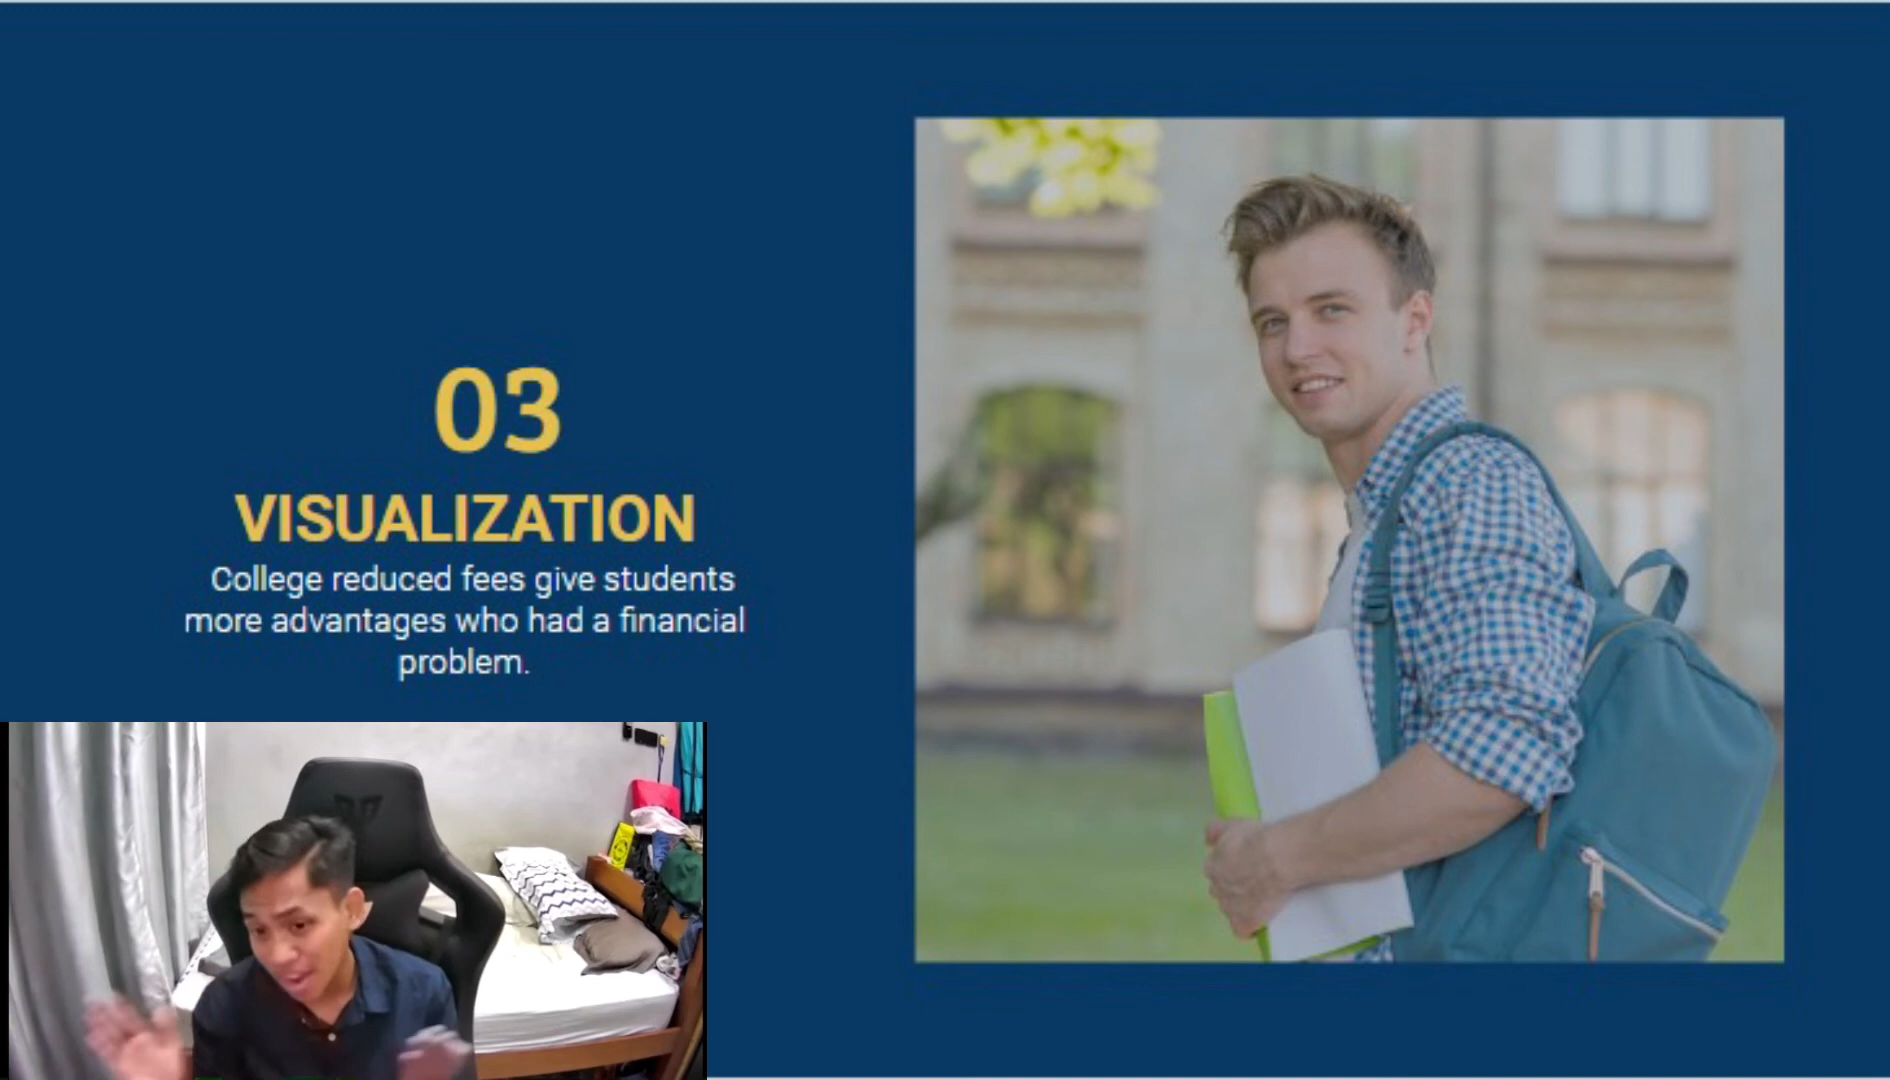 03
VISUALIZATION
College reduced fees give students
more advantages who had a financial
problem.